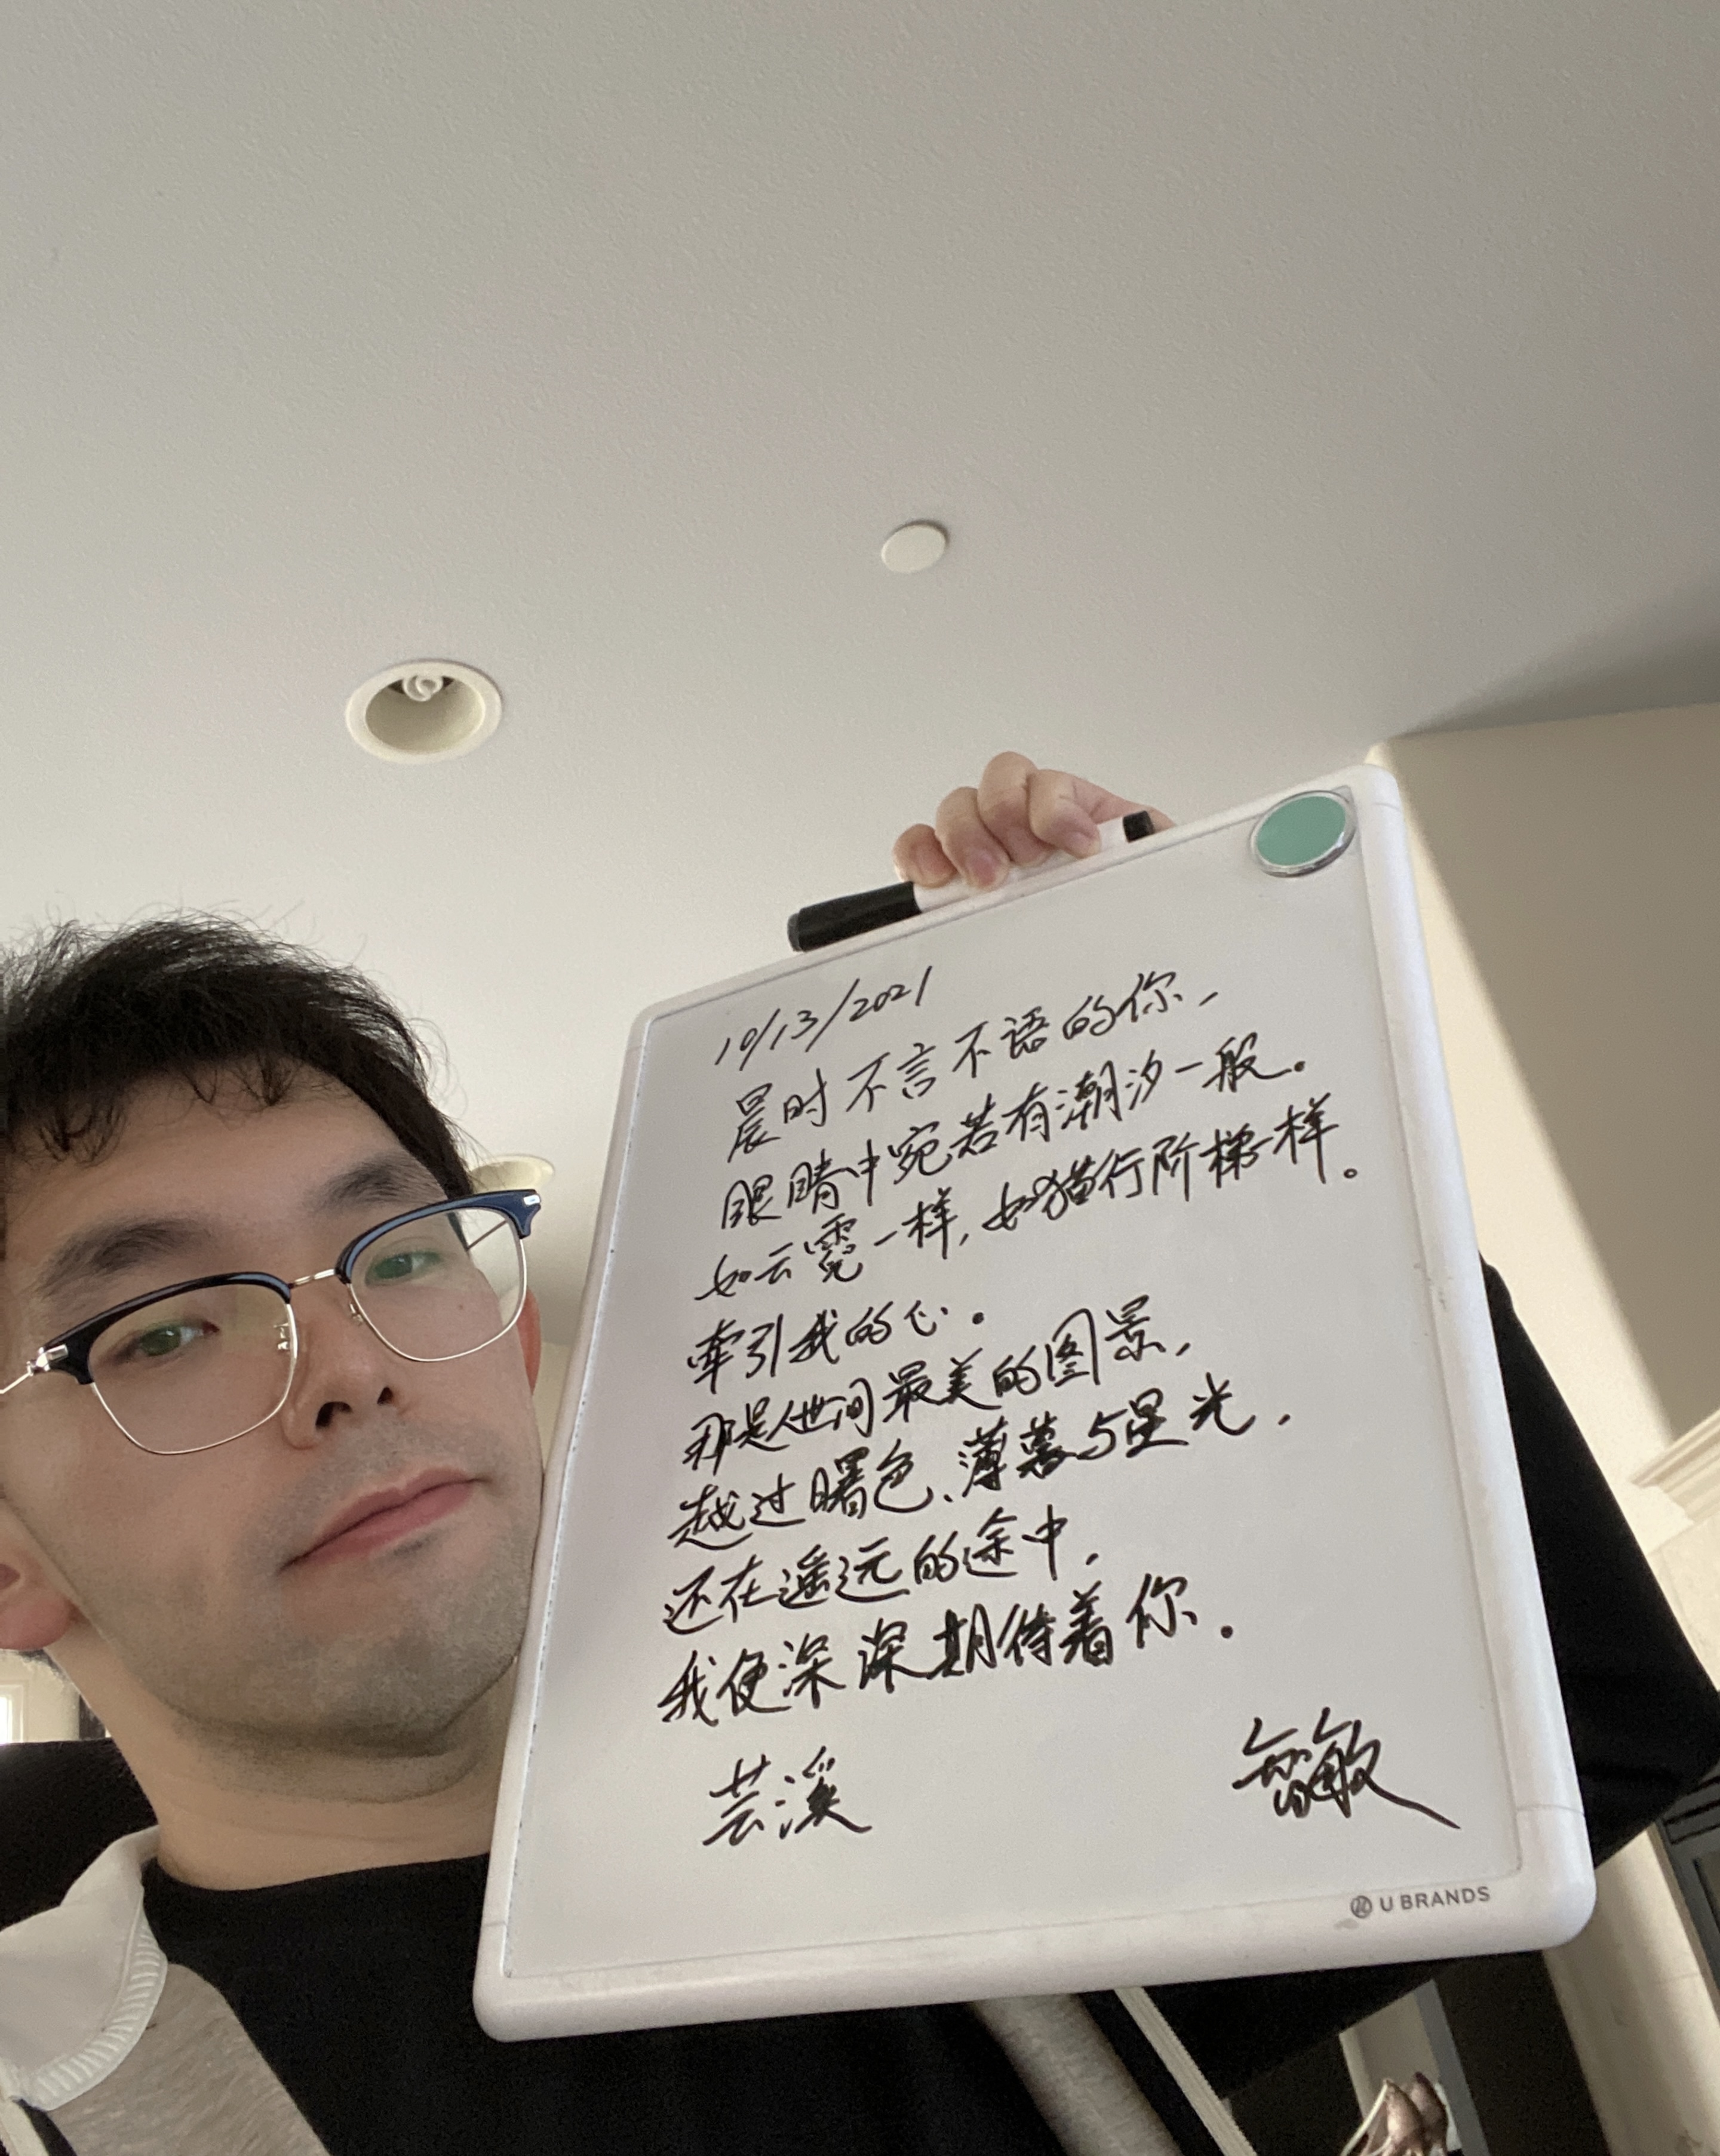 10/13/2021
晨时不言不语的你,
眼睛中宛若有潮汐一般。
如云霓一样,如猫行阶梯一样。
牵引我的心。
那是人世间最美的图景,
越过曙色、薄暮与星光,
还在遥远的途中,
我便深深期待着你。
芸溪
敏
U BRANDS